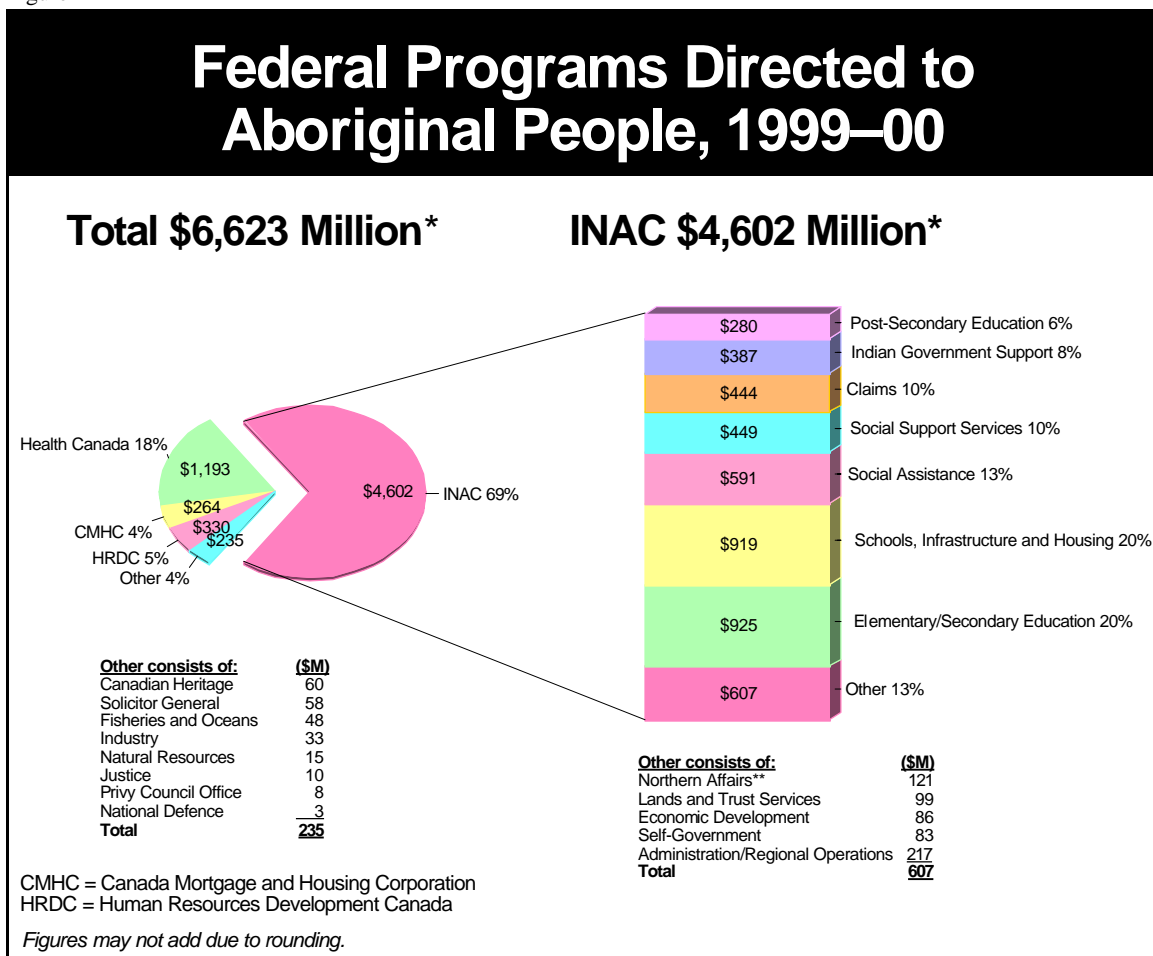 Federal Programs Directed to
Aboriginal People, 1999–00
Total $6,623 Million*
INAC $4,602 Million*
Health Canada 18%
$1,193
$264
CMHC 4%
$330
HRDC 5%
$235
Other 4%
$4,602
INAC 69%
$280
Post-Secondary Education 6%
$387
Indian Government Support 8%
$444
Claims 10%
$449
Social Support Services 10%
$591
Social Assistance 13%
$919
Schools, Infrastructure and Housing 20%
$925
Elementary/Secondary Education 20%
$607
Other 13%
Other consists of: ($M)
Canadian Heritage 60
Solicitor General 58
Fisheries and Oceans 48
Industry 33
Natural Resources 15
Justice 10
Privy Council Office 8
National Defence 3
Total 235
Other consists of: ($M)
Northern Affairs** 121
Lands and Trust Services 99
Economic Development 86
Self-Government 83
Administration/Regional Operations 217
Total 607
CMHC = Canada Mortgage and Housing Corporation
HRDC = Human Resources Development Canada
Figures may not add due to rounding.